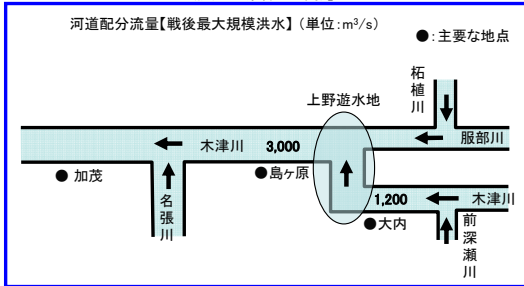 河道配分流量【戦後最大規模洪水】(単位:m³/s)
●:主要な地点
柘植川
上野遊水地
服部川
木津川
3,000
●加茂
●島ヶ原
名張川
1,200
木津川
●大内
前深瀬川